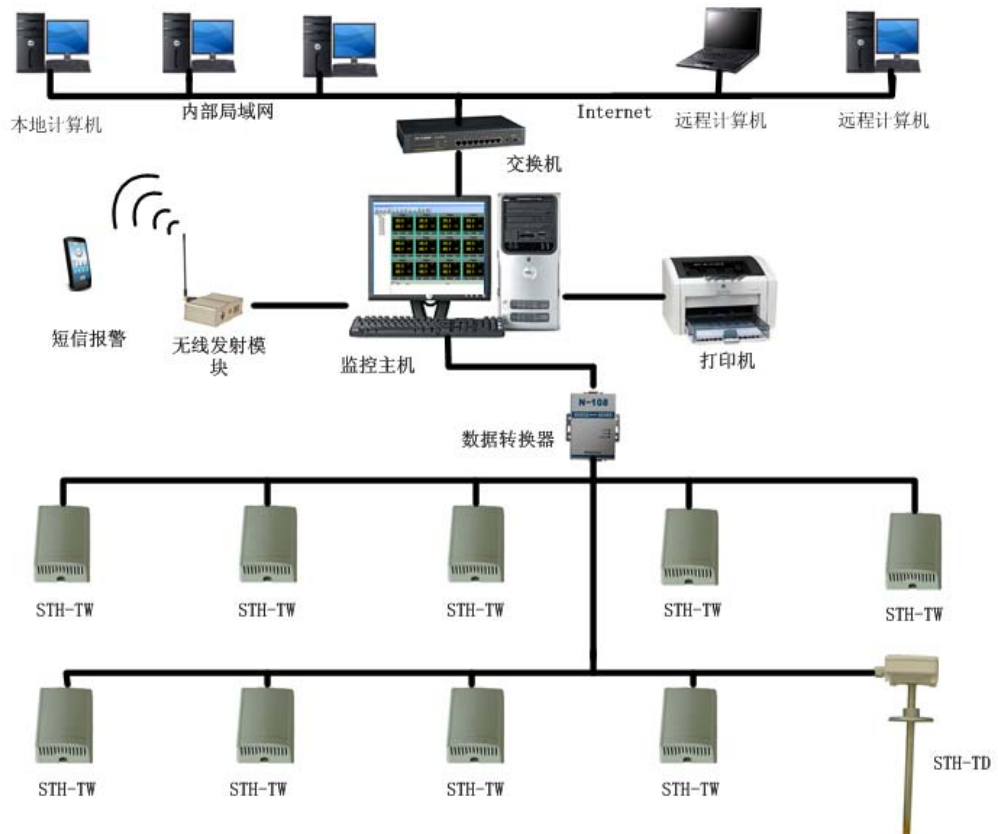 内部局域网
Internet
本地计算机
远程计算机
远程计算机
交换机
短信报警
无线发射模
块
监控主机
打印机
N-108
数据转换器
STH-TW
STH-TW
STH-TW
STH-TW
STH-TW
STH-TW
STH-TW
STH-TW
STH-TW
STH-TD